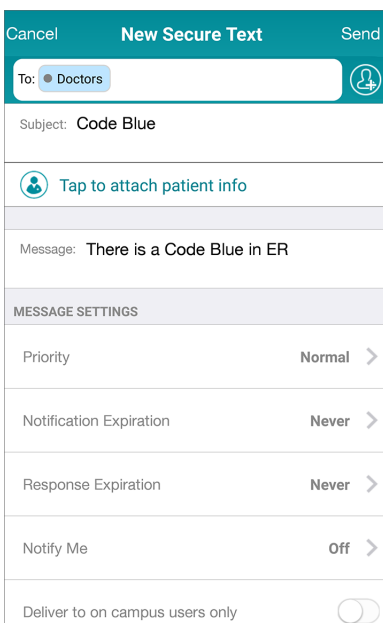 Cancel New Secure Text Send
To: Doctors
Subject: Code Blue
Tap to attach patient info
Message: There is a Code Blue in ER
MESSAGE SETTINGS
Priority Normal
Notification Expiration Never
Response Expiration Never
Notify Me Off
Deliver to on campus users only